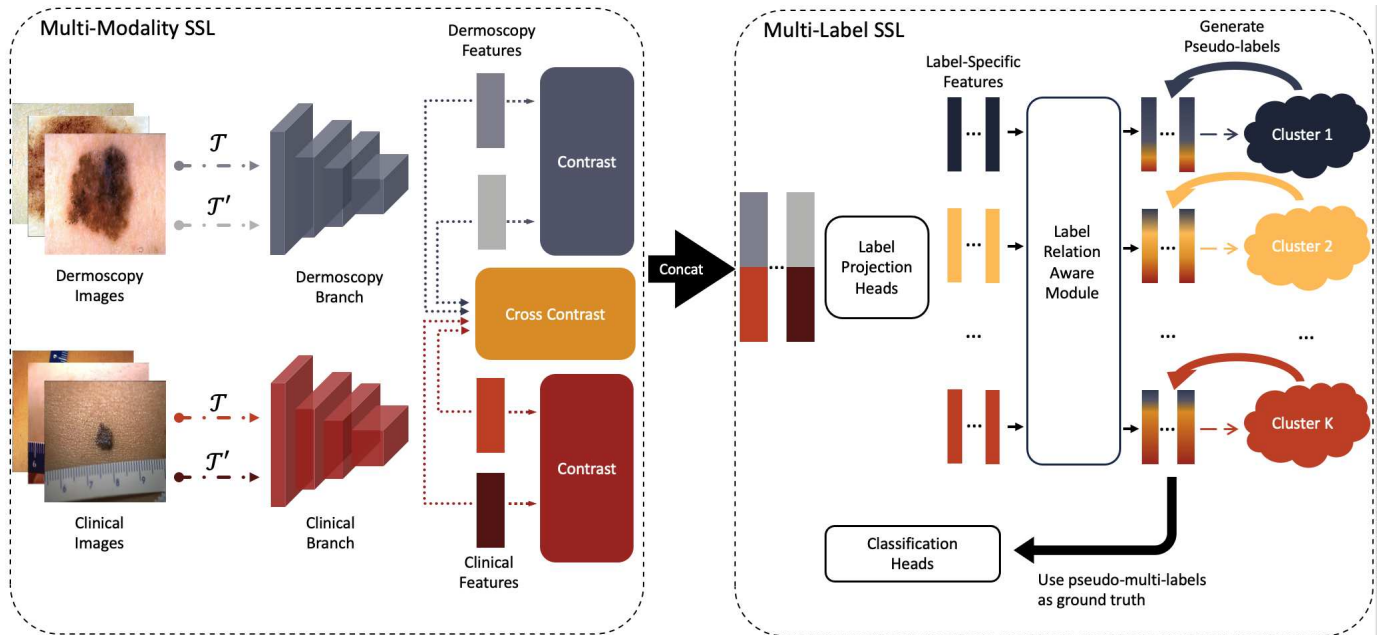 Multi-Modality SSL
Dermoscopy
Features
𝒯
𝒯′
Contrast
Dermoscopy
Images
Dermoscopy
Branch
Cross Contrast
𝒯
𝒯′
Contrast
Clinical
Images
Clinical
Branch
Clinical
Features
Concat
Multi-Label SSL
Generate
Pseudo-labels
Label-Specific
Features
...
...
Cluster 1
Label
Projection
Heads
...
...
...
Label
Relation
Aware
Module
Cluster 2
...
...
...
...
...
Cluster K
Classification
Heads
Use pseudo-multi-labels
as ground truth